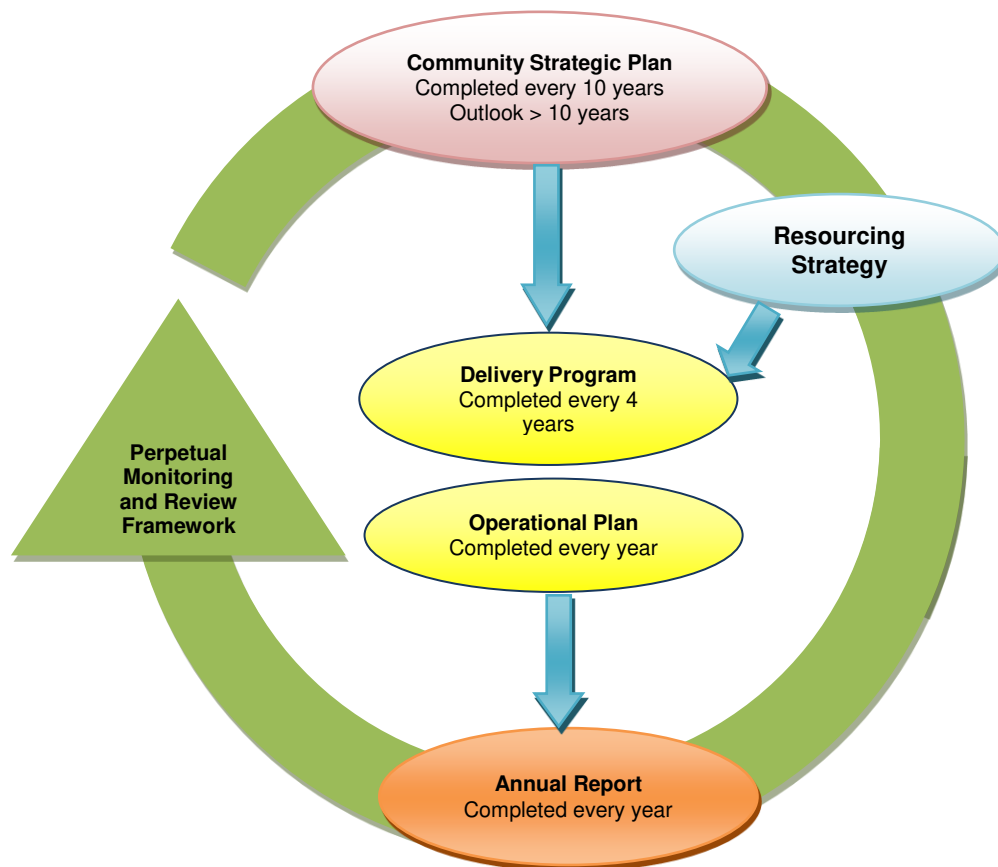 Community Strategic Plan
Completed every 10 years
Outlook > 10 years
Resourcing
Strategy
Delivery Program
Completed every 4
years
Perpetual
Monitoring
and Review
Framework
Operational Plan
Completed every year
Annual Report
Completed every year